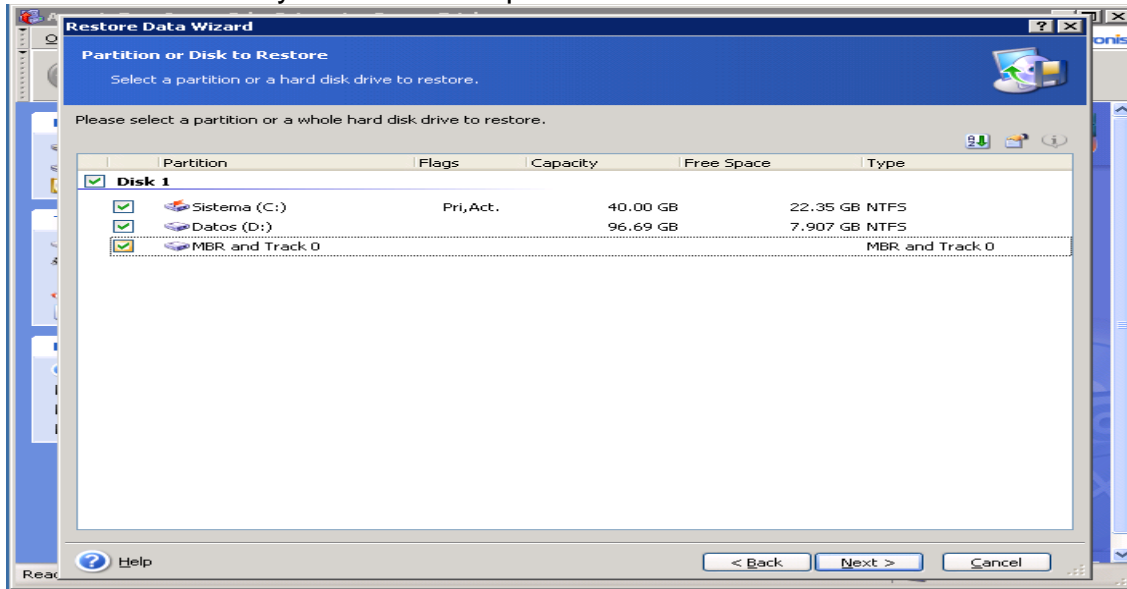 Restore Data Wizard
onis
Partition or Disk to Restore
Select a partition or a hard disk drive to restore.
Please select a partition or a whole hard disk drive to restore.
Partition Flags Capacity Free Space Type
Disk 1
Sistema (C:) Pri,Act. 40.00 GB 22.35 GB NTFS
Datos (D:) 96.69 GB 7.907 GB NTFS
MBR and Track 0 MBR and Track 0
Help < Back Next > Cancel
Read